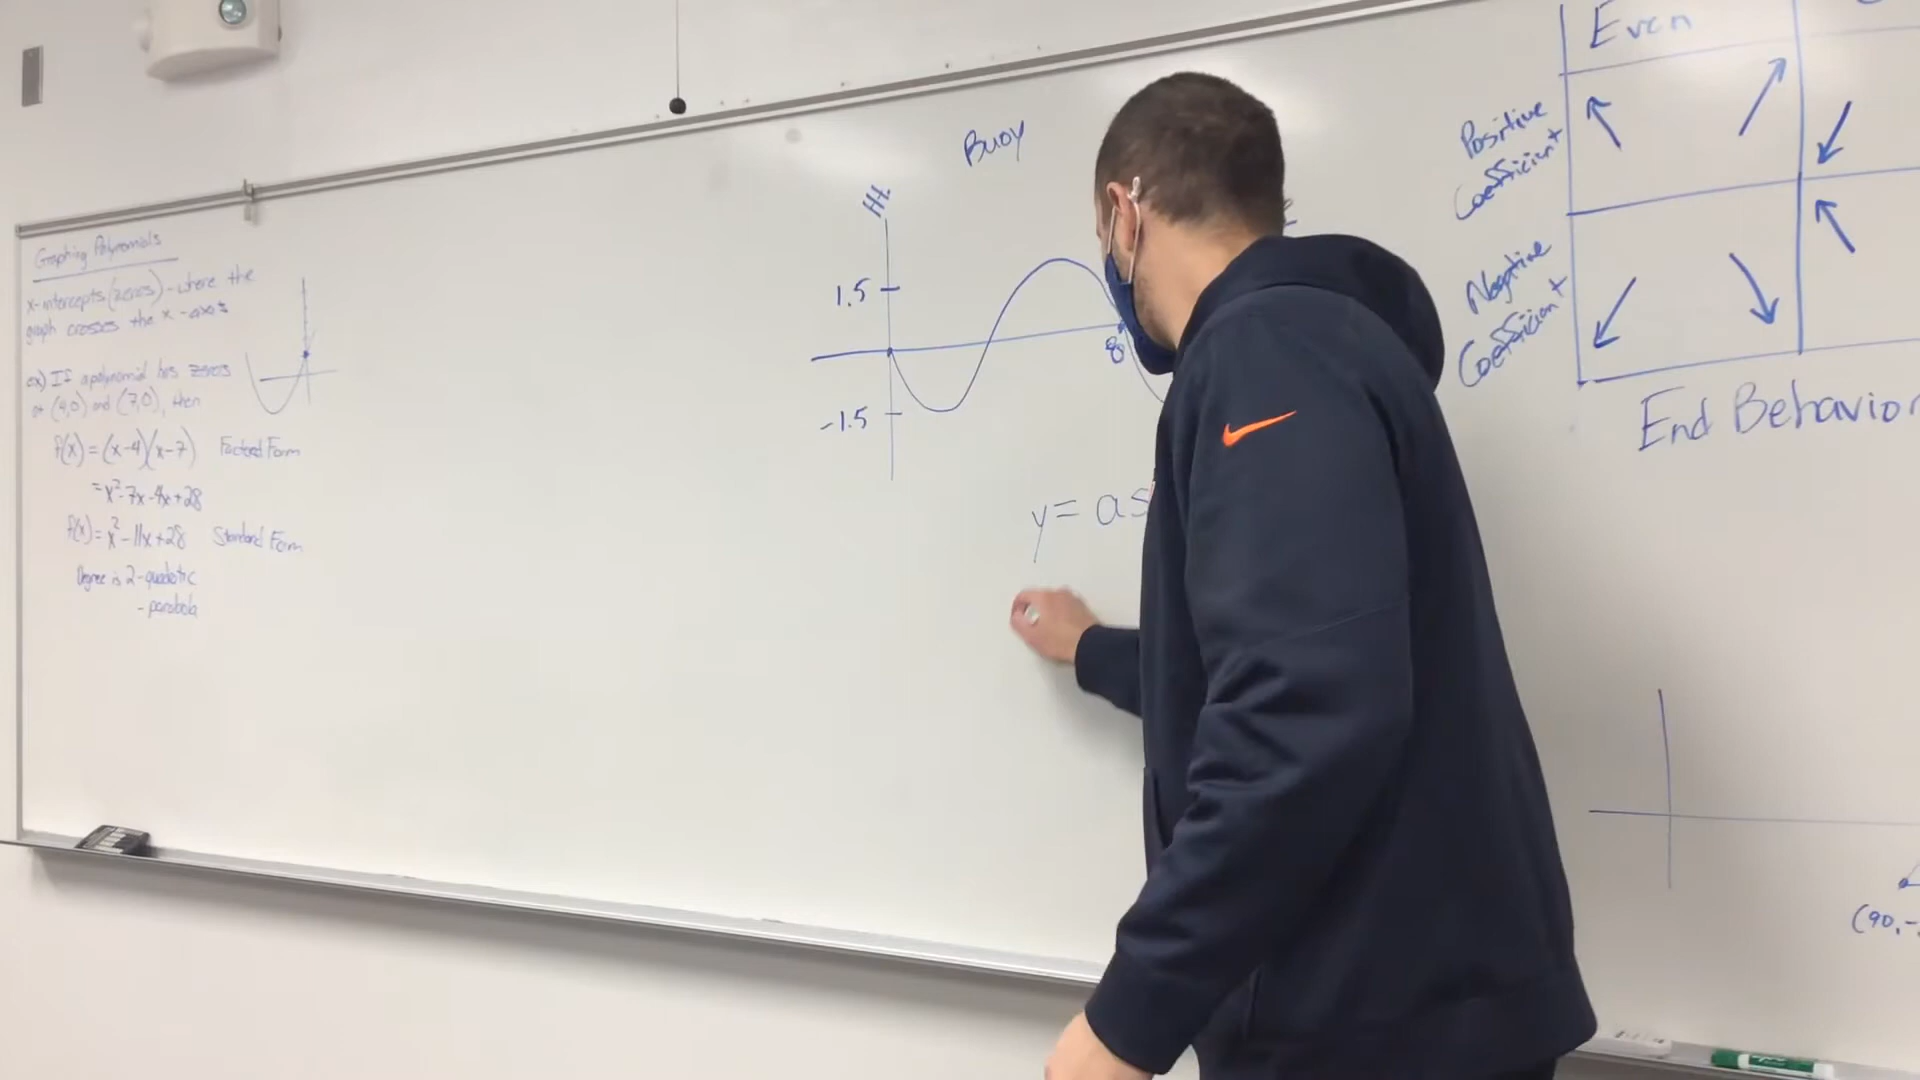 Graphing Polynomials
x-intercepts (zeros) - where the
graph crosses the x-axis
ex) If a polynomial has zeros
at (4,0) and (7,0), then
f(x) = (x-4)(x-7) Factored Form
= x²-7x-4x+28
f(x) = x²-11x+28 Standard Form
Degree is 2 - quadratic
- parabola
Buoy
Ht.
1.5
8
-1.5
y = as
Even
Positive
Coefficient
Negative
Coefficient
End Behavior
(90,-